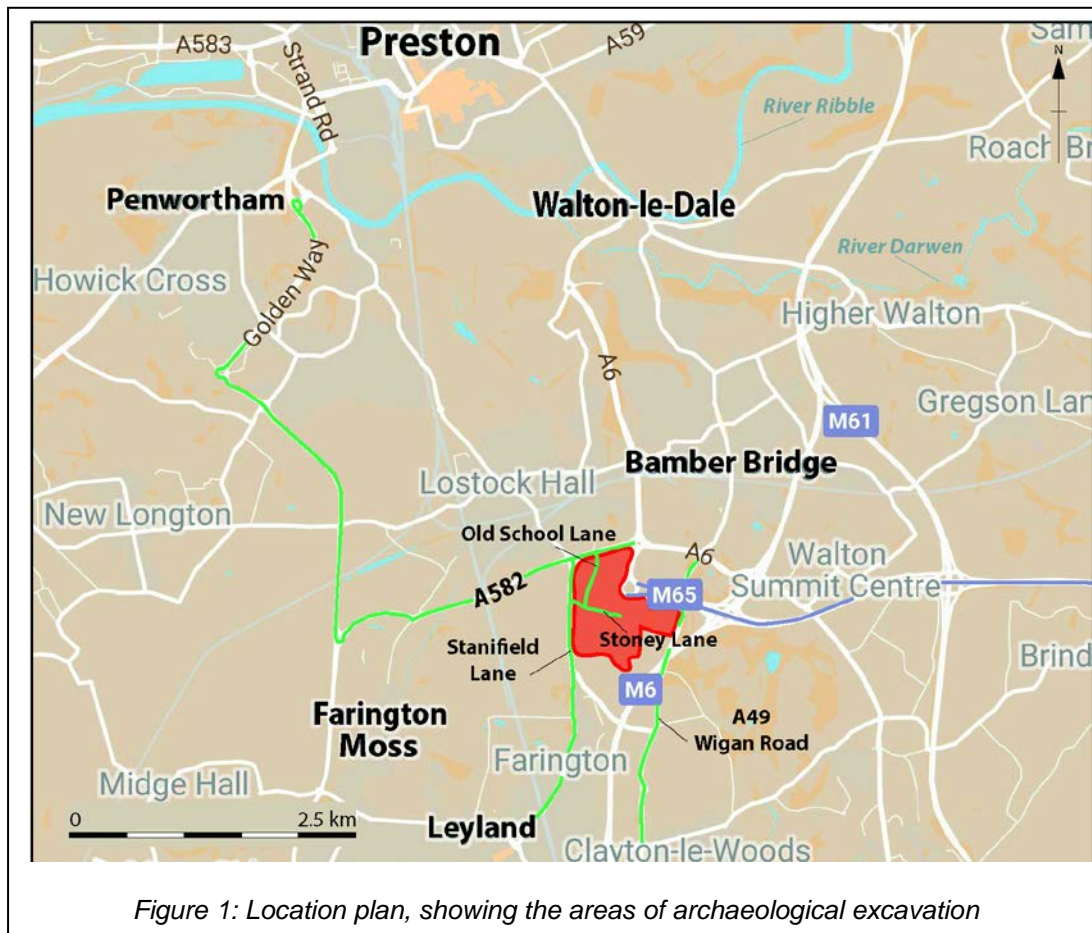 A583
Strand Rd
Preston
A59
Sam
N
River Ribble
Roach Br
Penwortham
Walton-le-Dale
River Darwen
Howick Cross
Golden Way
Higher Walton
A6
M61
Gregson Lan
Bamber Bridge
Lostock Hall
New Longton
Old School Lane
A6
Walton
Summit Centre
A582
M65
Stanifield
Lane
Stoney Lane
Brind
M6
Farington
Moss
A49
Wigan Road
Farington
Midge Hall
0
2.5 km
Leyland
Clayton-le-Woods
Figure 1: Location plan, showing the areas of archaeological excavation